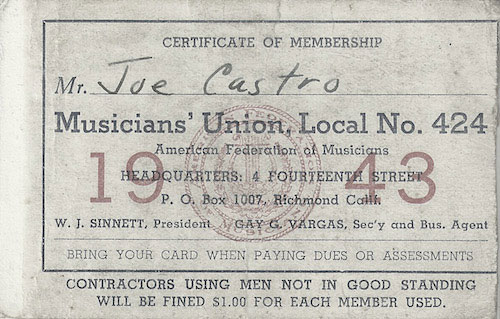 CERTIFICATE OF MEMBERSHIP
Mr. Joe Castro
Musicians' Union, Local No. 424
American Federation of Musicians
1943
HEADQUARTERS: 4 FOURTEENTH STREET
P. O. Box 1007, Richmond Calif.
W. J. SINNETT, President GAY G. VARGAS, Sec'y and Bus. Agent
BRING YOUR CARD WHEN PAYING DUES OR ASSESSMENTS
CONTRACTORS USING MEN NOT IN GOOD STANDING
WILL BE FINED $1.00 FOR EACH MEMBER USED.